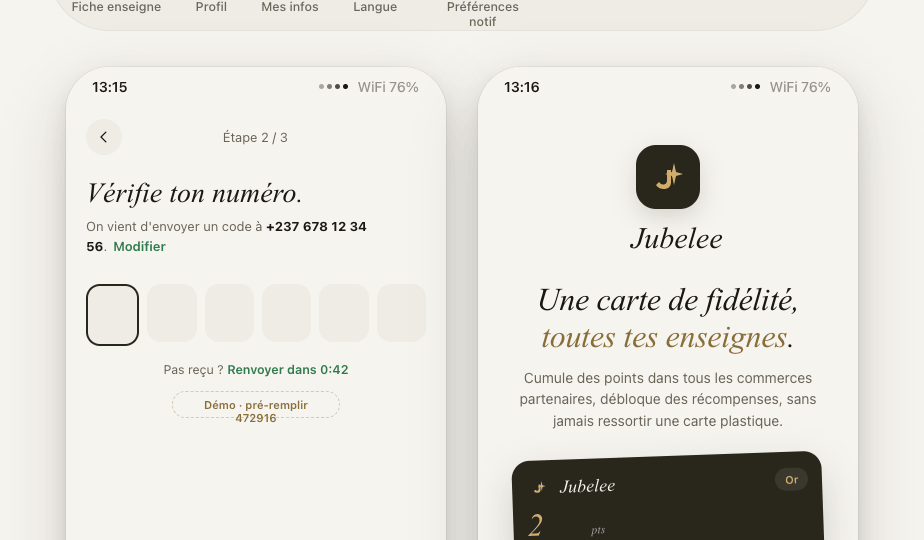 Fiche enseigne
Profil
Mes infos
Langue
Préférences
notif
13:15
WiFi 76%
Étape 2 / 3
Vérifie ton numéro.
On vient d'envoyer un code à +237 678 12 34
56. Modifier
Pas reçu ? Renvoyer dans 0:42
Démo · pré-remplir
472916
13:16
WiFi 76%
Jubelee
Une carte de fidélité,
toutes tes enseignes.
Cumule des points dans tous les commerces
partenaires, débloque des récompenses, sans
jamais ressortir une carte plastique.
Jubelee
Or
2
pts